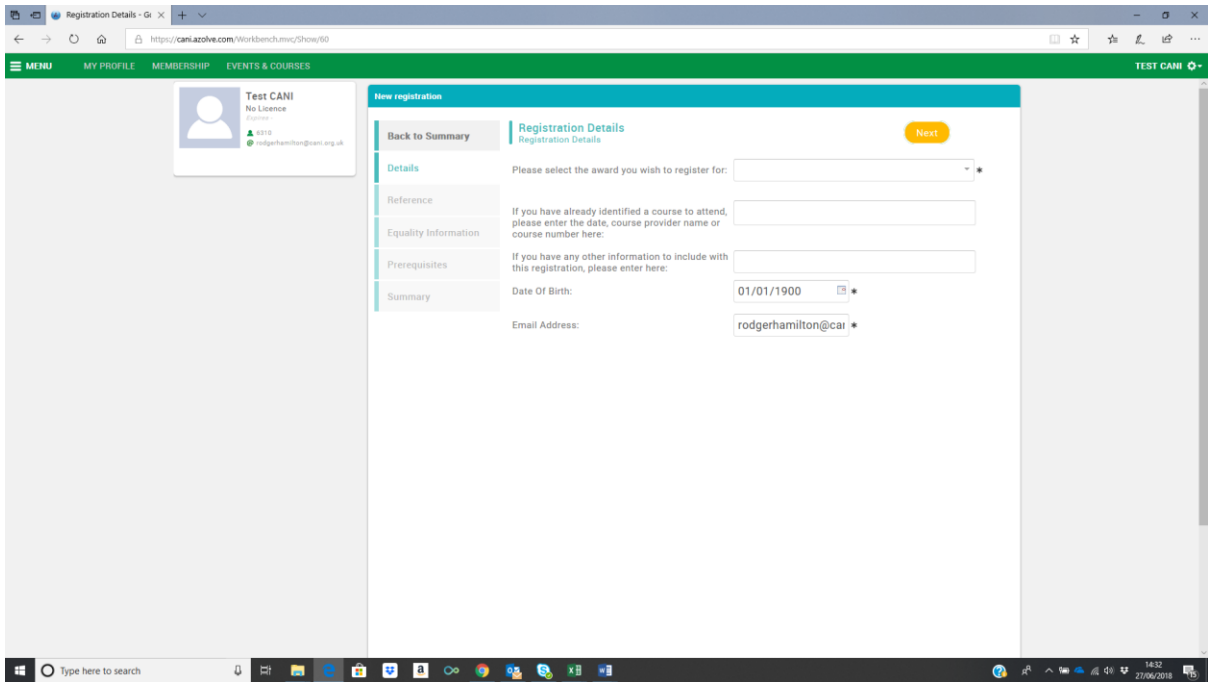 Registration Details - Gi
https://cani.azolve.com/Workbench.mvc/Show/60
MENU MY PROFILE MEMBERSHIP EVENTS & COURSES TEST CANI
Test CANI
No Licence
Expires -
6310
rodgerhamilton@cani.org.uk
New registration
Back to Summary
Details
Reference
Equality Information
Prerequisites
Summary
Registration Details
Registration Details
Next
Please select the award you wish to register for: *
If you have already identified a course to attend,
please enter the date, course provider name or
course number here:
If you have any other information to include with
this registration, please enter here:
Date Of Birth: 01/01/1900 *
Email Address: rodgerhamilton@cai *
Type here to search
14:32
27/06/2018